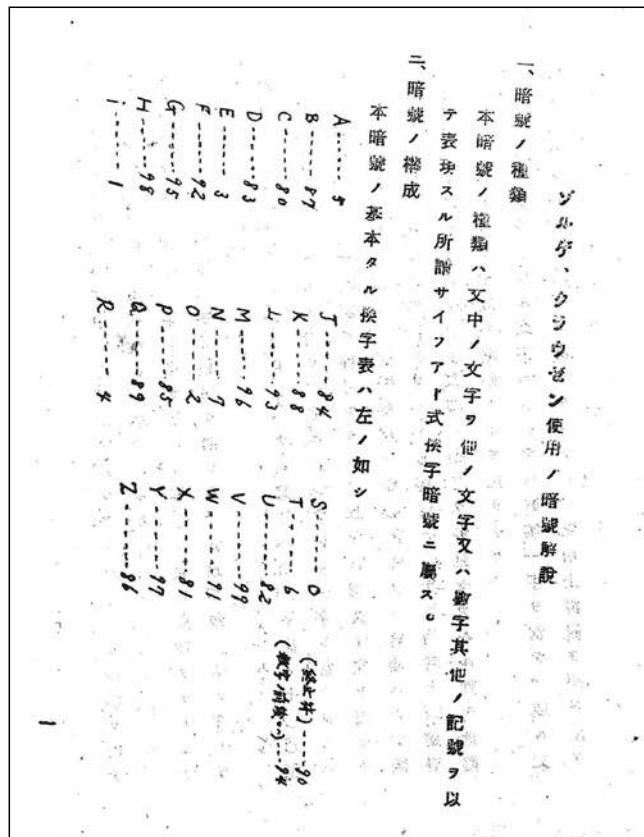 ゾルゲ、クラウゼン使用ノ暗號解說
一、暗號ノ種類
本暗號ノ種類ハ文中ノ文字ヲ他ノ文字又ハ數字其他ノ記號ヲ以
テ表現スル所謂サイファー式換字暗號ニ屬ス。
二、暗號ノ構成
本暗號ノ基本タル換字表ハ左ノ如シ
A ------ 5
B ------ 87
C ------ 80
D ------ 83
E ------ 3
F ------ 92
G ------ 95
H ------ 98
i ------ 1
J ------ 84
K ------ 88
L ------ 93
M ------ 96
N ------ 7
O ------ 2
P ------ 85
Q ------ 89
R ------ 4
S ------ 0
T ------ 6
U ------ 82
V ------ 99
W ------ 91
X ------ 81
Y ------ 97
Z ------ 86
(終止符) ---- 90
(數字ノ前後 ) ---- 94
1